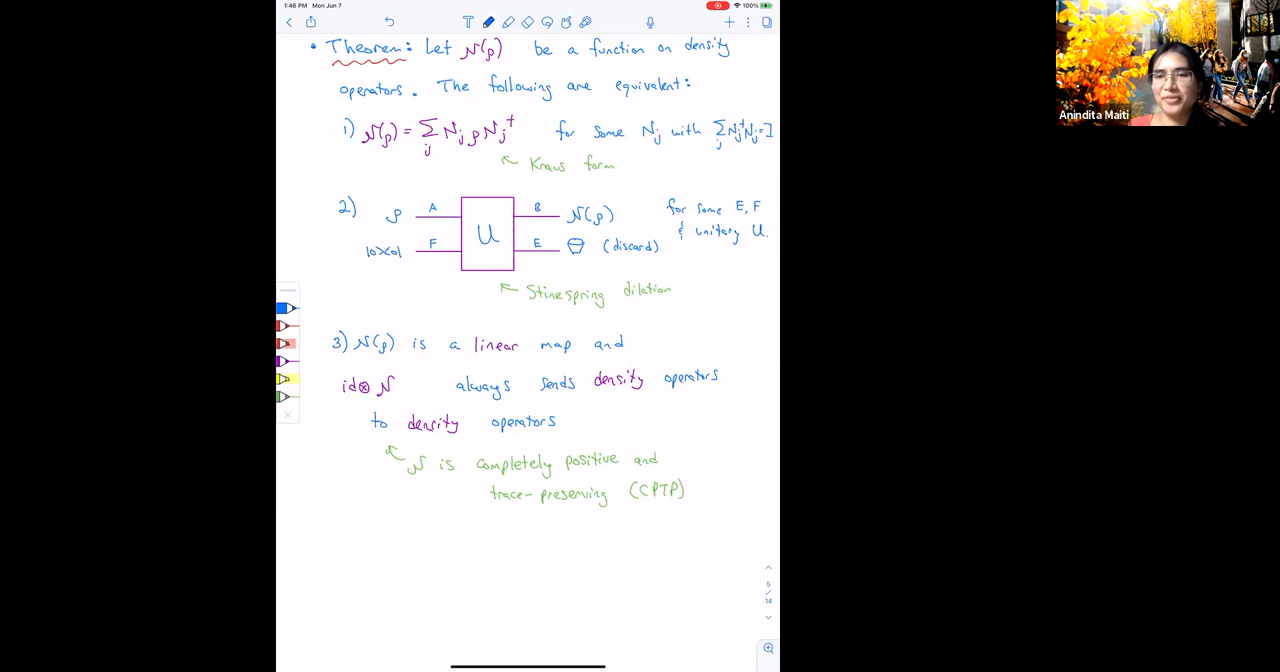 1:46 PM Mon Jun 7
100%
• Theorem: Let N(ρ) be a function on density
operators. The following are equivalent:
1) N(ρ) = ∑_j N_j ρ N_j^† for some N_j with ∑_j N_j^† N_j = I
↖ Kraus form
2) ρ A B N(ρ) for some E, F
U & unitary U.
|0><0| F E (discard)
↖ Stinespring dilation
3) N(ρ) is a linear map and
id⊗N always sends density operators
to density operators
↖ N is completely positive and
trace-preserving (CPTP)
5
/
14
Anindita Maiti